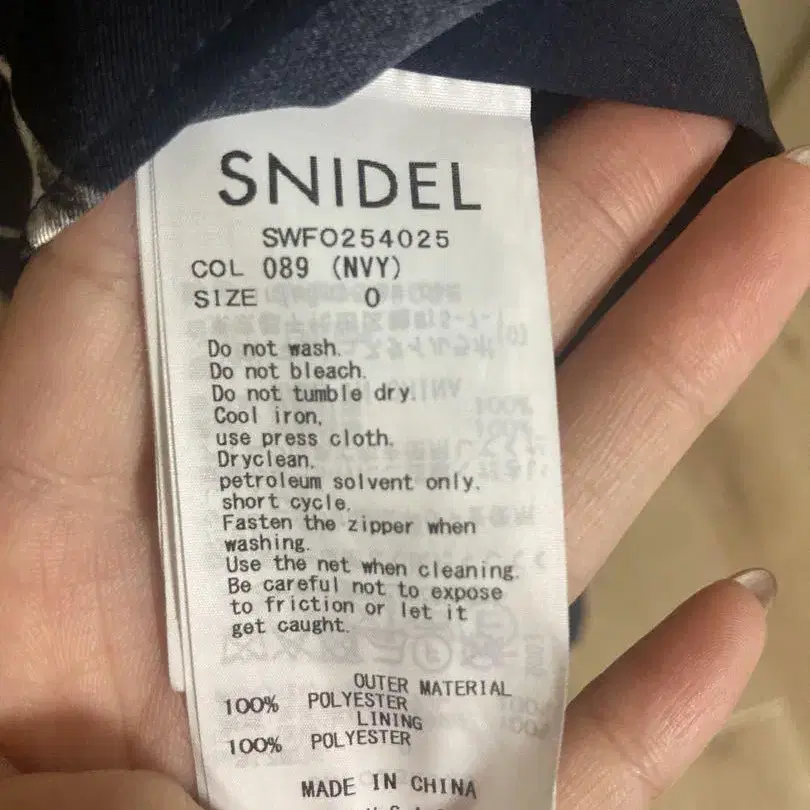 SNIDEL
SWFO254025
COL 089 (NVY)
SIZE 0
Do not wash.
Do not bleach.
Do not tumble dry.
Cool iron,
use press cloth.
Dryclean,
petroleum solvent only.
short cycle.
Fasten the zipper when
washing.
Use the net when cleaning.
Be careful not to expose
to friction or let it
get caught.
OUTER MATERIAL
100% POLYESTER
LINING
100% POLYESTER
MADE IN CHINA